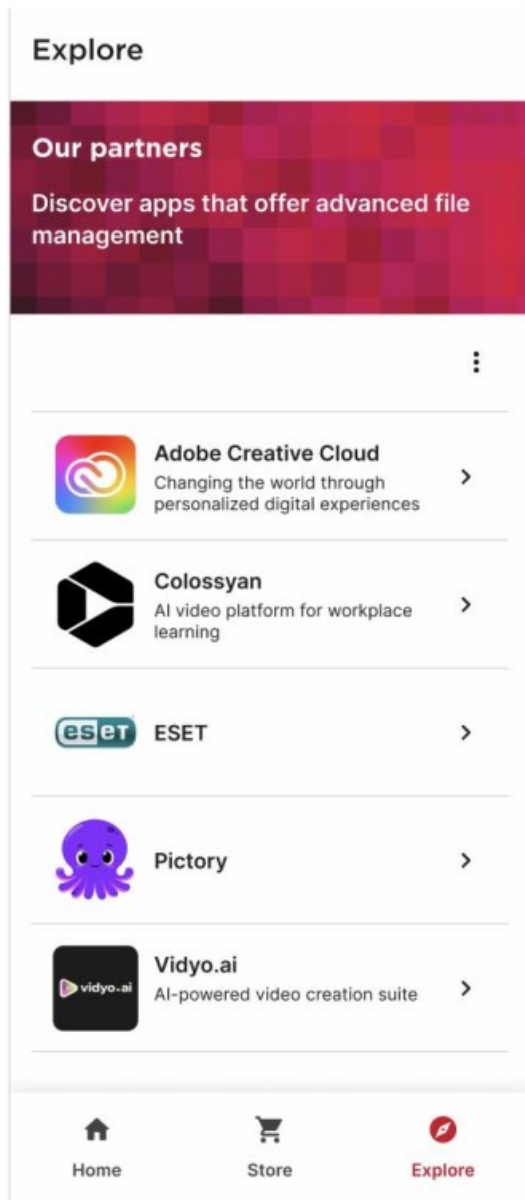 Explore
Our partners
Discover apps that offer advanced file
management
Adobe Creative Cloud
Changing the world through
personalized digital experiences
Colossyan
AI video platform for workplace
learning
eseT
ESET
Pictory
vidyo.ai
Vidyo.ai
AI-powered video creation suite
Home
Store
Explore